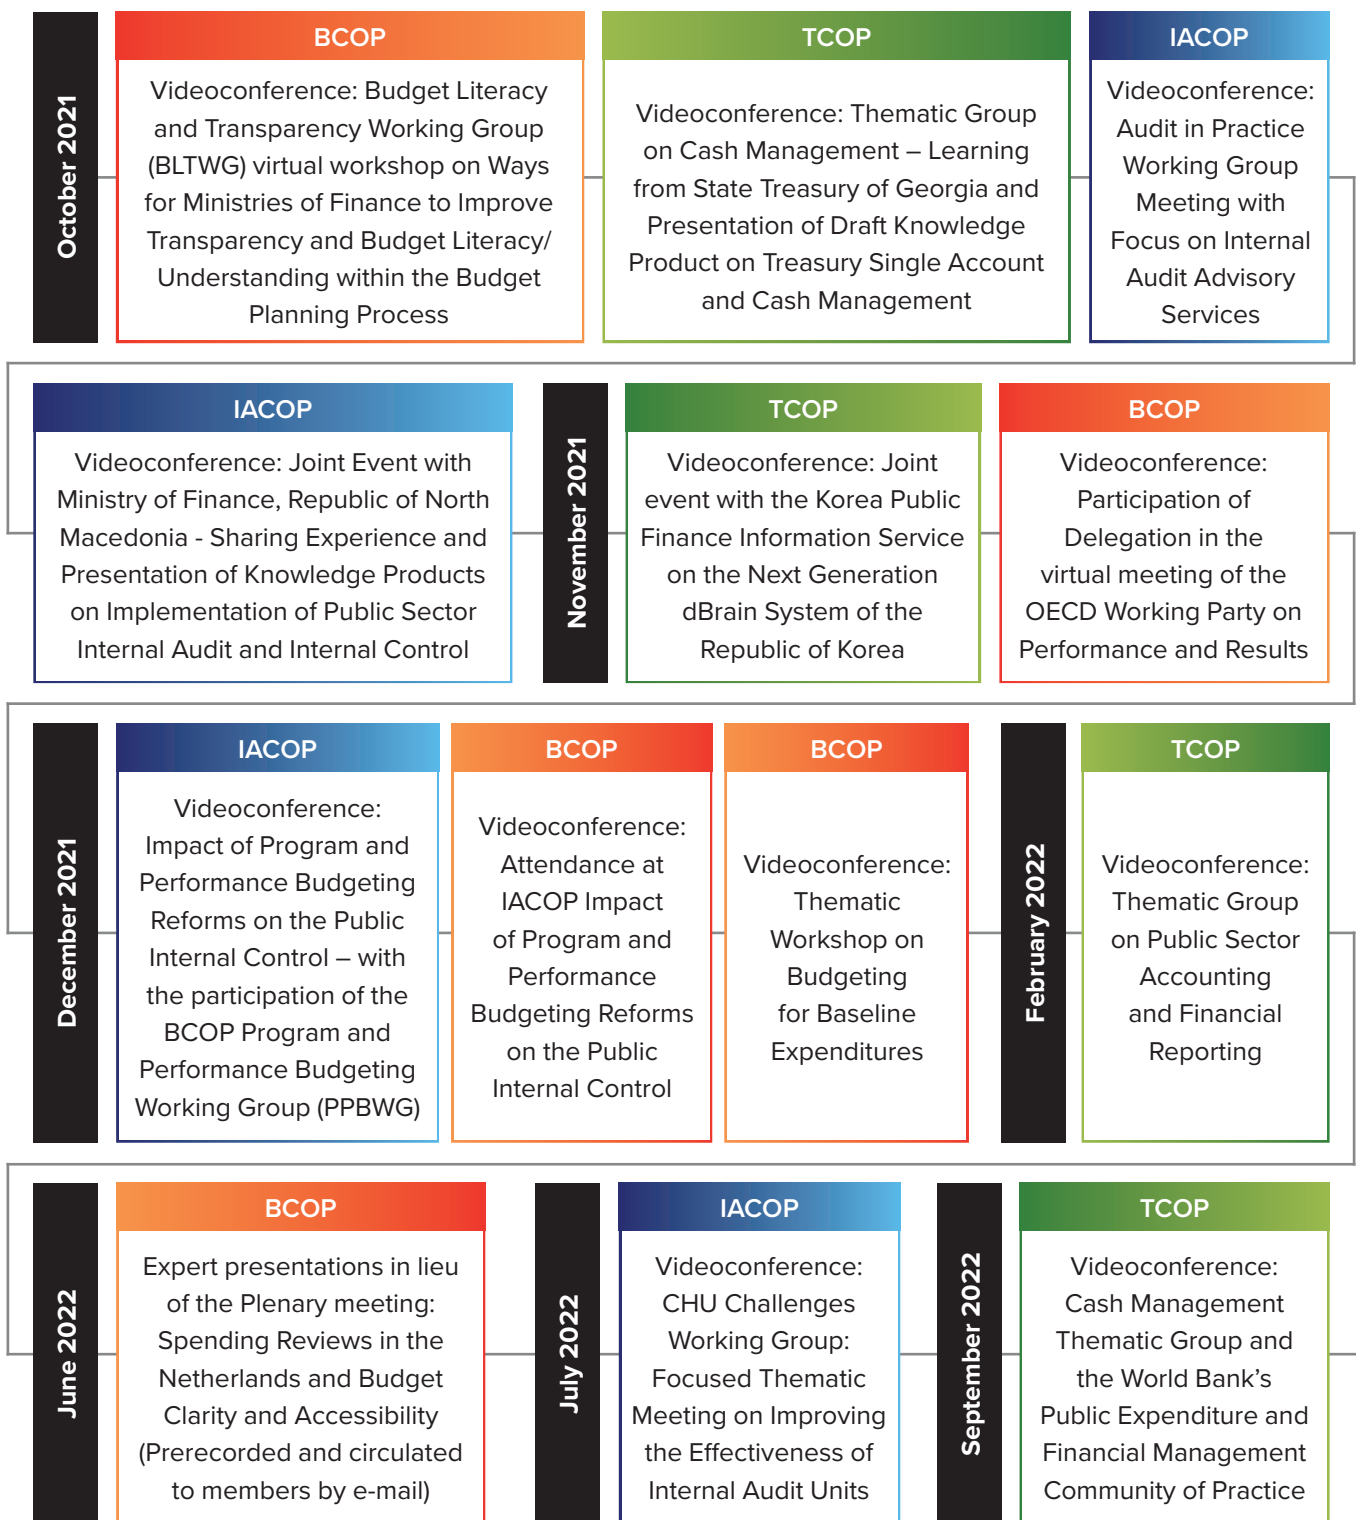 October 2021
BCOP
Videoconference: Budget Literacy
and Transparency Working Group
(BLTWG) virtual workshop on Ways
for Ministries of Finance to Improve
Transparency and Budget Literacy/
Understanding within the Budget
Planning Process
TCOP
Videoconference: Thematic Group
on Cash Management – Learning
from State Treasury of Georgia and
Presentation of Draft Knowledge
Product on Treasury Single Account
and Cash Management
IACOP
Videoconference:
Audit in Practice
Working Group
Meeting with
Focus on Internal
Audit Advisory
Services
IACOP
Videoconference: Joint Event with
Ministry of Finance, Republic of North
Macedonia - Sharing Experience and
Presentation of Knowledge Products
on Implementation of Public Sector
Internal Audit and Internal Control
November 2021
TCOP
Videoconference: Joint
event with the Korea Public
Finance Information Service
on the Next Generation
dBrain System of the
Republic of Korea
BCOP
Videoconference:
Participation of
Delegation in the
virtual meeting of the
OECD Working Party on
Performance and Results
December 2021
IACOP
Videoconference:
Impact of Program and
Performance Budgeting
Reforms on the Public
Internal Control – with
the participation of the
BCOP Program and
Performance Budgeting
Working Group (PPBWG)
BCOP
Videoconference:
Attendance at
IACOP Impact
of Program and
Performance
Budgeting Reforms
on the Public
Internal Control
BCOP
Videoconference:
Thematic
Workshop on
Budgeting
for Baseline
Expenditures
February 2022
TCOP
Videoconference:
Thematic Group
on Public Sector
Accounting
and Financial
Reporting
June 2022
BCOP
Expert presentations in lieu
of the Plenary meeting:
Spending Reviews in the
Netherlands and Budget
Clarity and Accessibility
(Prerecorded and circulated
to members by e-mail)
July 2022
IACOP
Videoconference:
CHU Challenges
Working Group:
Focused Thematic
Meeting on Improving
the Effectiveness of
Internal Audit Units
September 2022
TCOP
Videoconference:
Cash Management
Thematic Group and
the World Bank’s
Public Expenditure and
Financial Management
Community of Practice